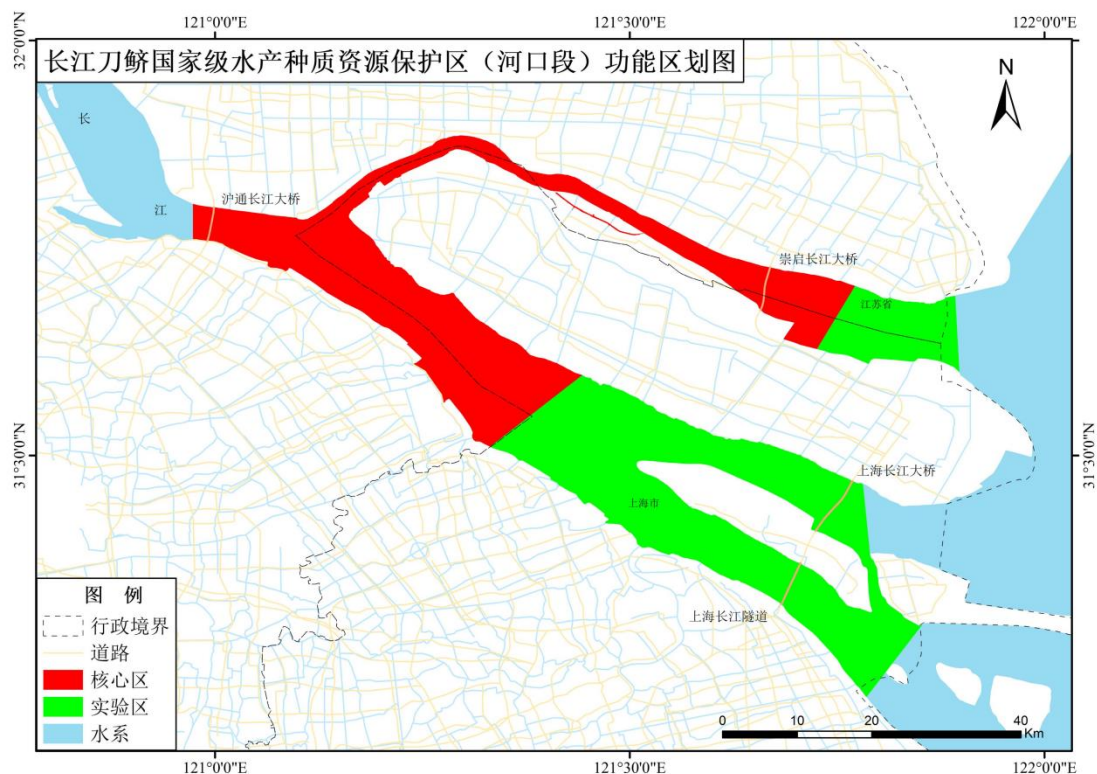 121°0'0"E
121°30'0"E
122°0'0"E
32°0'0"N
长江刀鲚国家级水产种质资源保护区（河口段）功能区划图
N
长
江
沪通长江大桥
崇启长江大桥
江苏省
31°30'0"N
31°30'0"N
上海长江大桥
上海市
上海长江隧道
图 例
行政境界
道路
核心区
实验区
水系
0 10 20 40
Km
121°0'0"E
121°30'0"E
122°0'0"E